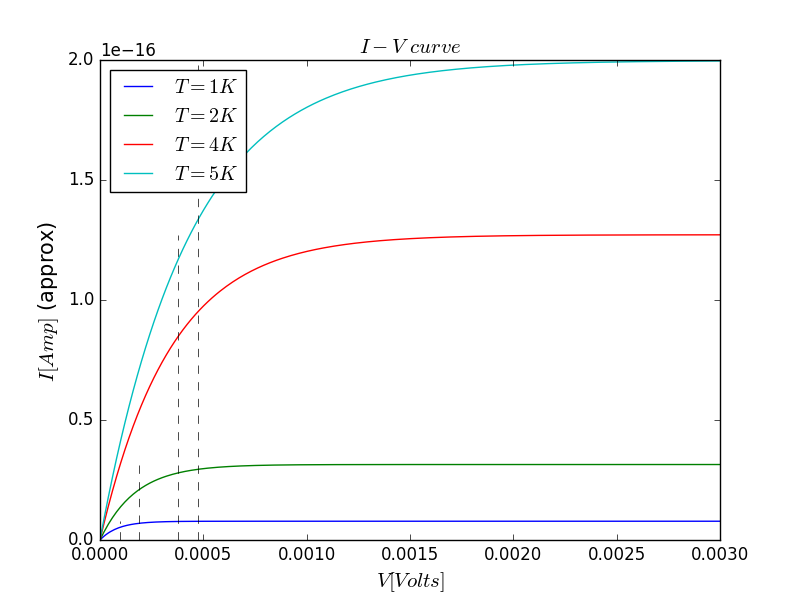 I − V curve
1e−16
2.0
1.5
1.0
0.5
0.0
I[Amp] (approx)
T = 1K
T = 2K
T = 4K
T = 5K
0.0000 0.0005 0.0010 0.0015 0.0020 0.0025 0.0030
V[Volts]